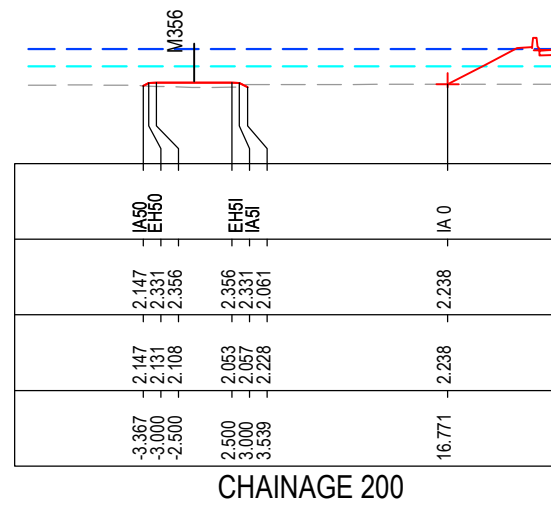 M356
IA50 EH50 EH5I IA5I IA 0
2.147 2.331 2.356 2.356 2.331 2.061 2.238
2.147 2.131 2.108 2.053 2.057 2.228 2.238
-3.367 -3.000 -2.500 2.500 3.000 3.539 16.771
CHAINAGE 200